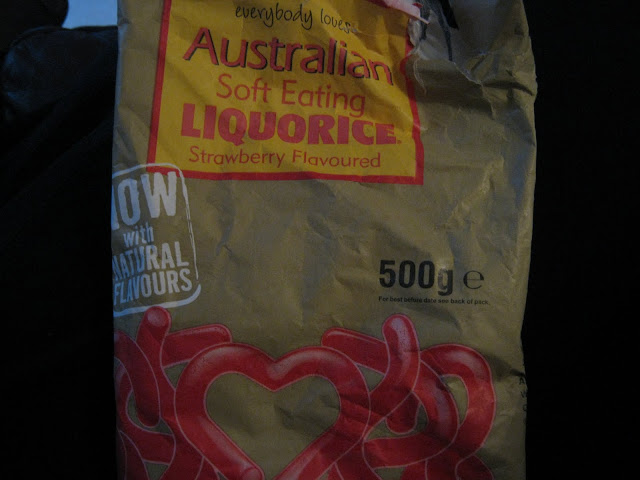 everybody loves
Australian
Soft Eating
LIQUORICE
Strawberry Flavoured
NOW
with
NATURAL
FLAVOURS
500g ℮
For best before date see back of pack